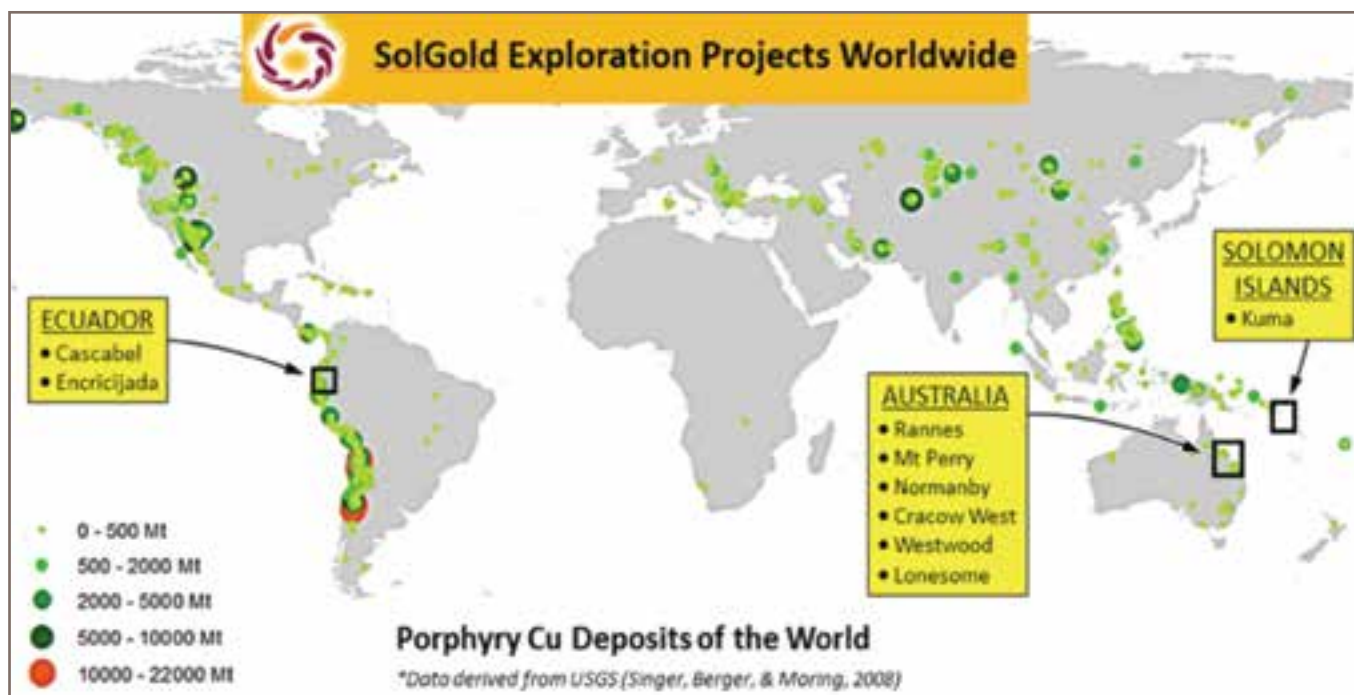 SolGold Exploration Projects Worldwide
SOLOMON
ISLANDS
• Kuma
ECUADOR
• Cascabel
• Encricijada
AUSTRALIA
• Rannes
• Mt Perry
• Normanby
• Cracow West
• Westwood
• Lonesome
0 - 500 Mt
500 - 2000 Mt
2000 - 5000 Mt
5000 - 10000 Mt
10000 - 22000 Mt
Porphyry Cu Deposits of the World
*Data derived from USGS (Singer, Berger, & Moring, 2008)